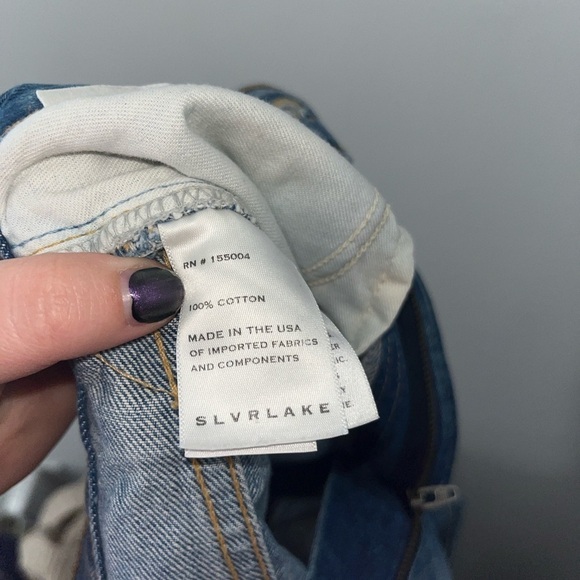 RN # 155004
100% COTTON
MADE IN THE USA
OF IMPORTED FABRICS
AND COMPONENTS
SLVRLAKE